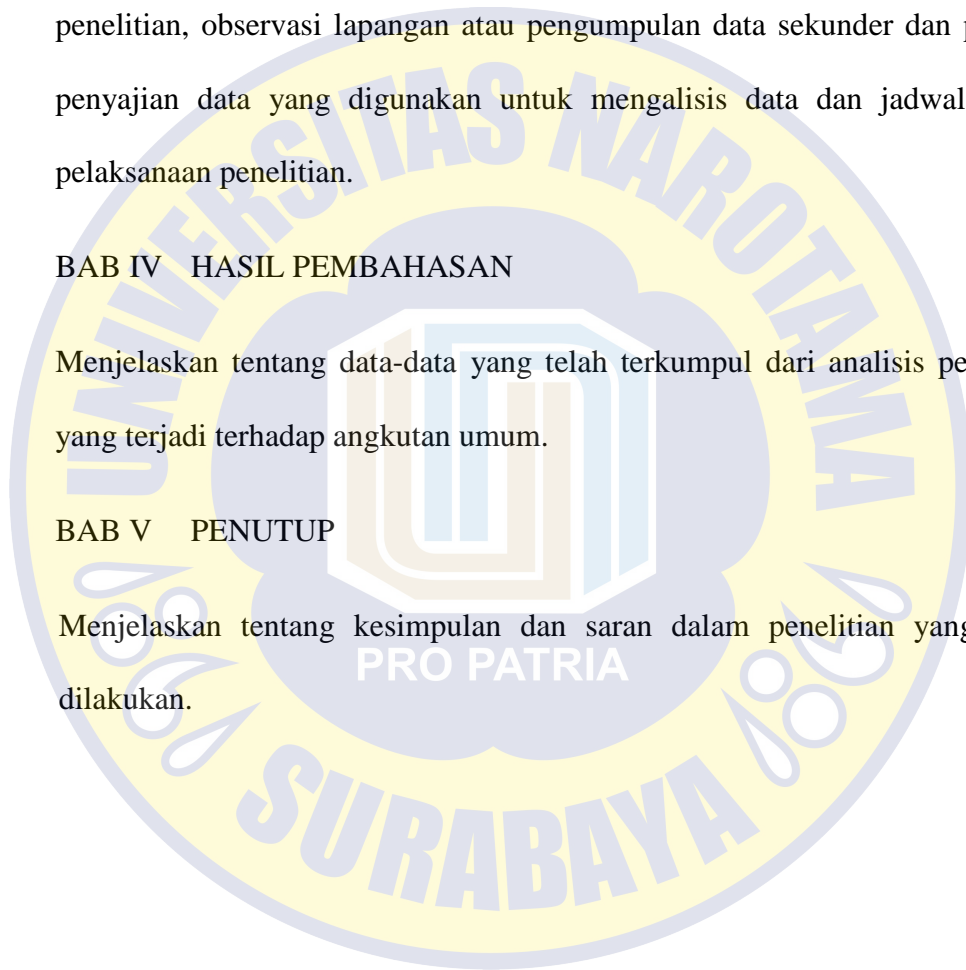 penelitian, observasi lapangan atau pengumpulan data sekunder dan
penyajian data yang digunakan untuk mengalisis data dan jadwal
pelaksanaan penelitian.
BAB IV HASIL PEMBAHASAN
Menjelaskan tentang data-data yang telah terkumpul dari analisis
yang terjadi terhadap angkutan umum.
BAB V PENUTUP
Menjelaskan tentang kesimpulan dan saran dalam penelitian yang
dilakukan.
UNIVERSITAS NAROTAMA
PRO PATRIA
SURABAYA